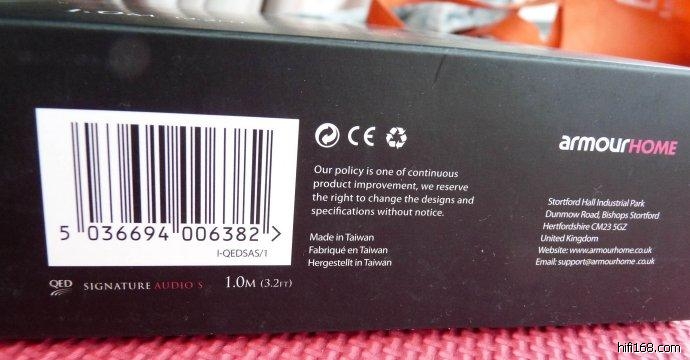 5 036694 006382 >
I-QEDSAS/1
QED SIGNATURE AUDIO S 1.0M (3.2FT)
CE
Our policy is one of continuous
product improvement, we reserve
the right to change the designs and
specifications without notice.
Made in Taiwan
Fabriqué en Taiwan
Hergestellt in Taiwan
armourHOME
Stortford Hall Industrial Park
Dunmow Road, Bishops Stortford
Hertfordshire CM23 5GZ
United Kingdom
Website: www.armourhome.co.uk
Email: support@armourhome.co.uk
hifi168.com